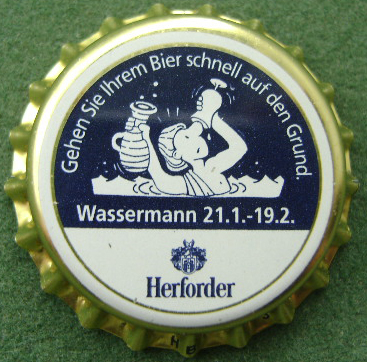 Gehen Sie Ihrem Bier schnell auf den Grund.
Wassermann 21.1.-19.2.
Herforder